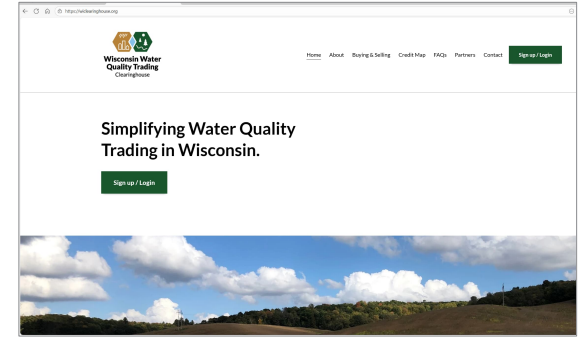 https://wiclearinghouse.org
Wisconsin Water
Quality Trading
Clearinghouse
Home About Buying & Selling Credit Map FAQs Partners Contact Sign up / Login
Simplifying Water Quality
Trading in Wisconsin.
Sign up / Login